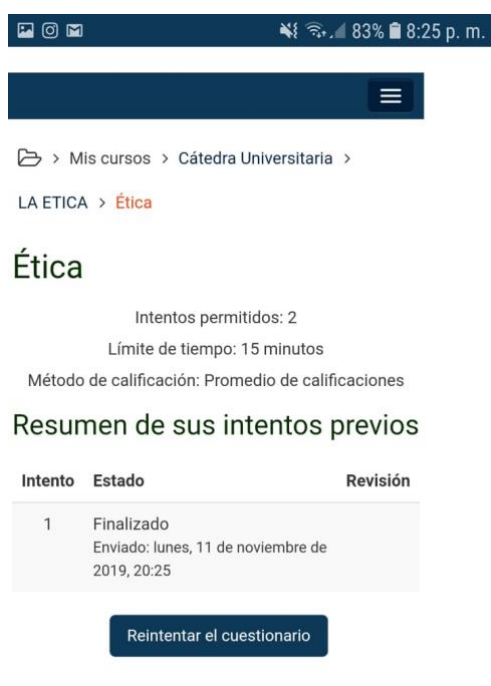 83% 8:25 p. m.
> Mis cursos > Cátedra Universitaria >
LA ETICA > Ética
Ética
Intentos permitidos: 2
Límite de tiempo: 15 minutos
Método de calificación: Promedio de calificaciones
Resumen de sus intentos previos
Intento Estado Revisión
1 Finalizado
Enviado: lunes, 11 de noviembre de
2019, 20:25
Reintentar el cuestionario